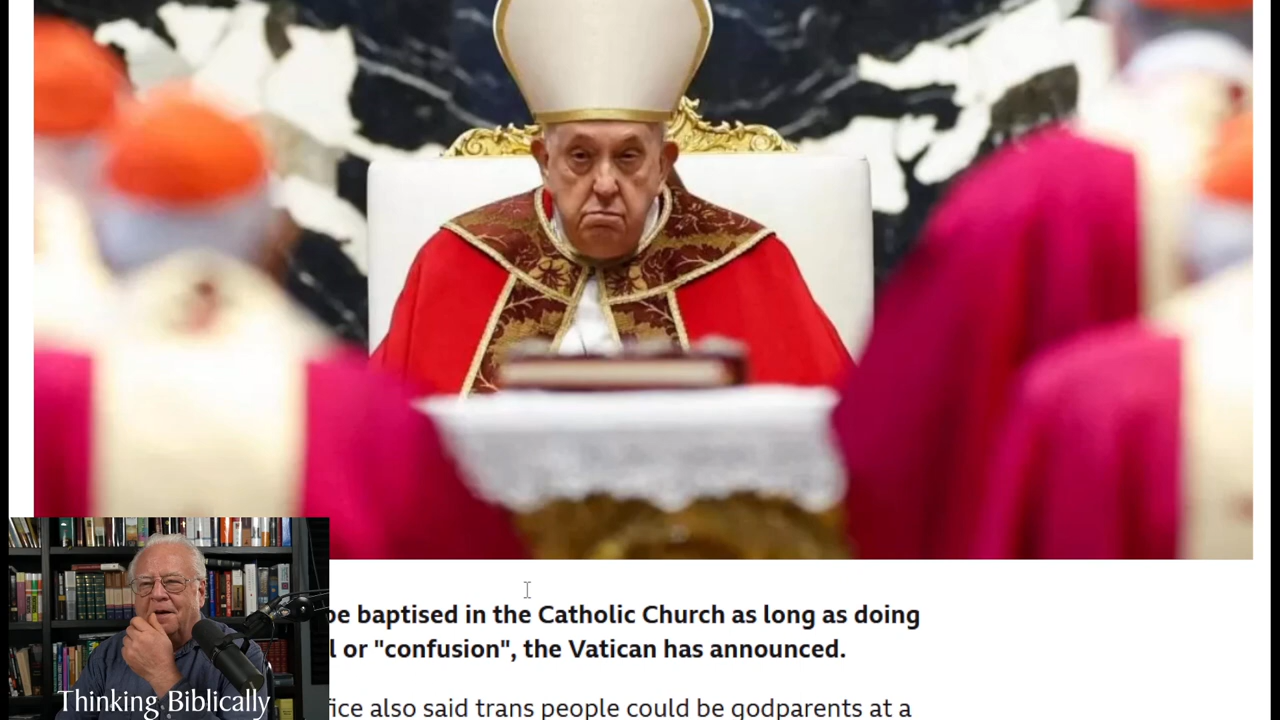 be baptised in the Catholic Church as long as doing
l or "confusion", the Vatican has announced.
fice also said trans people could be godparents at a
Thinking Biblically